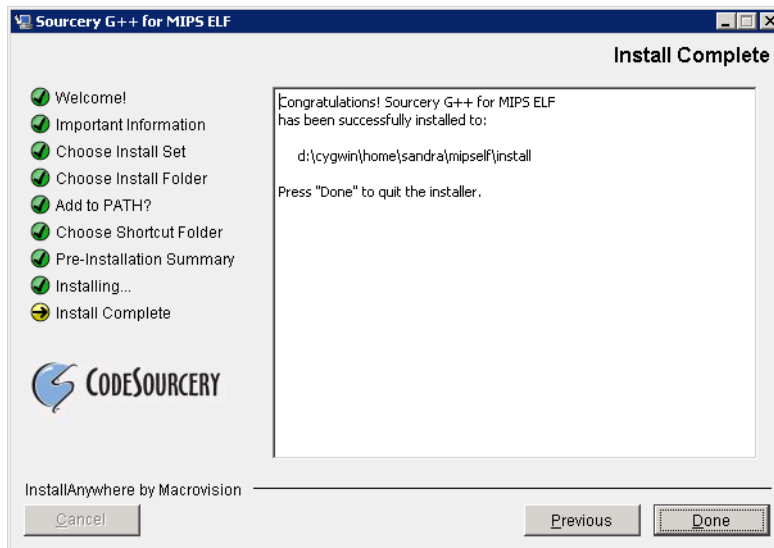 Sourcery G++ for MIPS ELF
Install Complete
Welcome!
Important Information
Choose Install Set
Choose Install Folder
Add to PATH?
Choose Shortcut Folder
Pre-Installation Summary
Installing...
Install Complete
CODESOURCERY
Congratulations! Sourcery G++ for MIPS ELF
has been successfully installed to:
d:\cygwin\home\sandra\mipself\install
Press "Done" to quit the installer.
InstallAnywhere by Macrovision
Cancel
Previous
Done